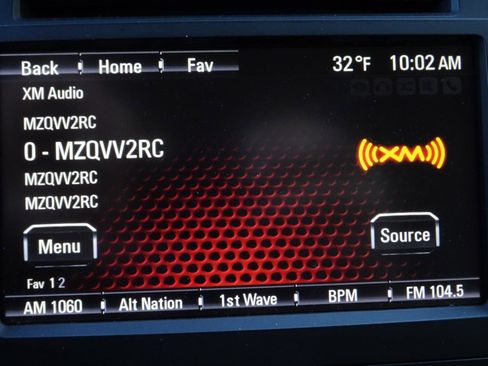 Back Home Fav 32°F 10:02 AM
XM Audio
MZQVV2RC
0 - MZQVV2RC
MZQVV2RC
MZQVV2RC
((XM))
Menu Source
Fav 1 2
AM 1060 Alt Nation 1st Wave BPM FM 104.5